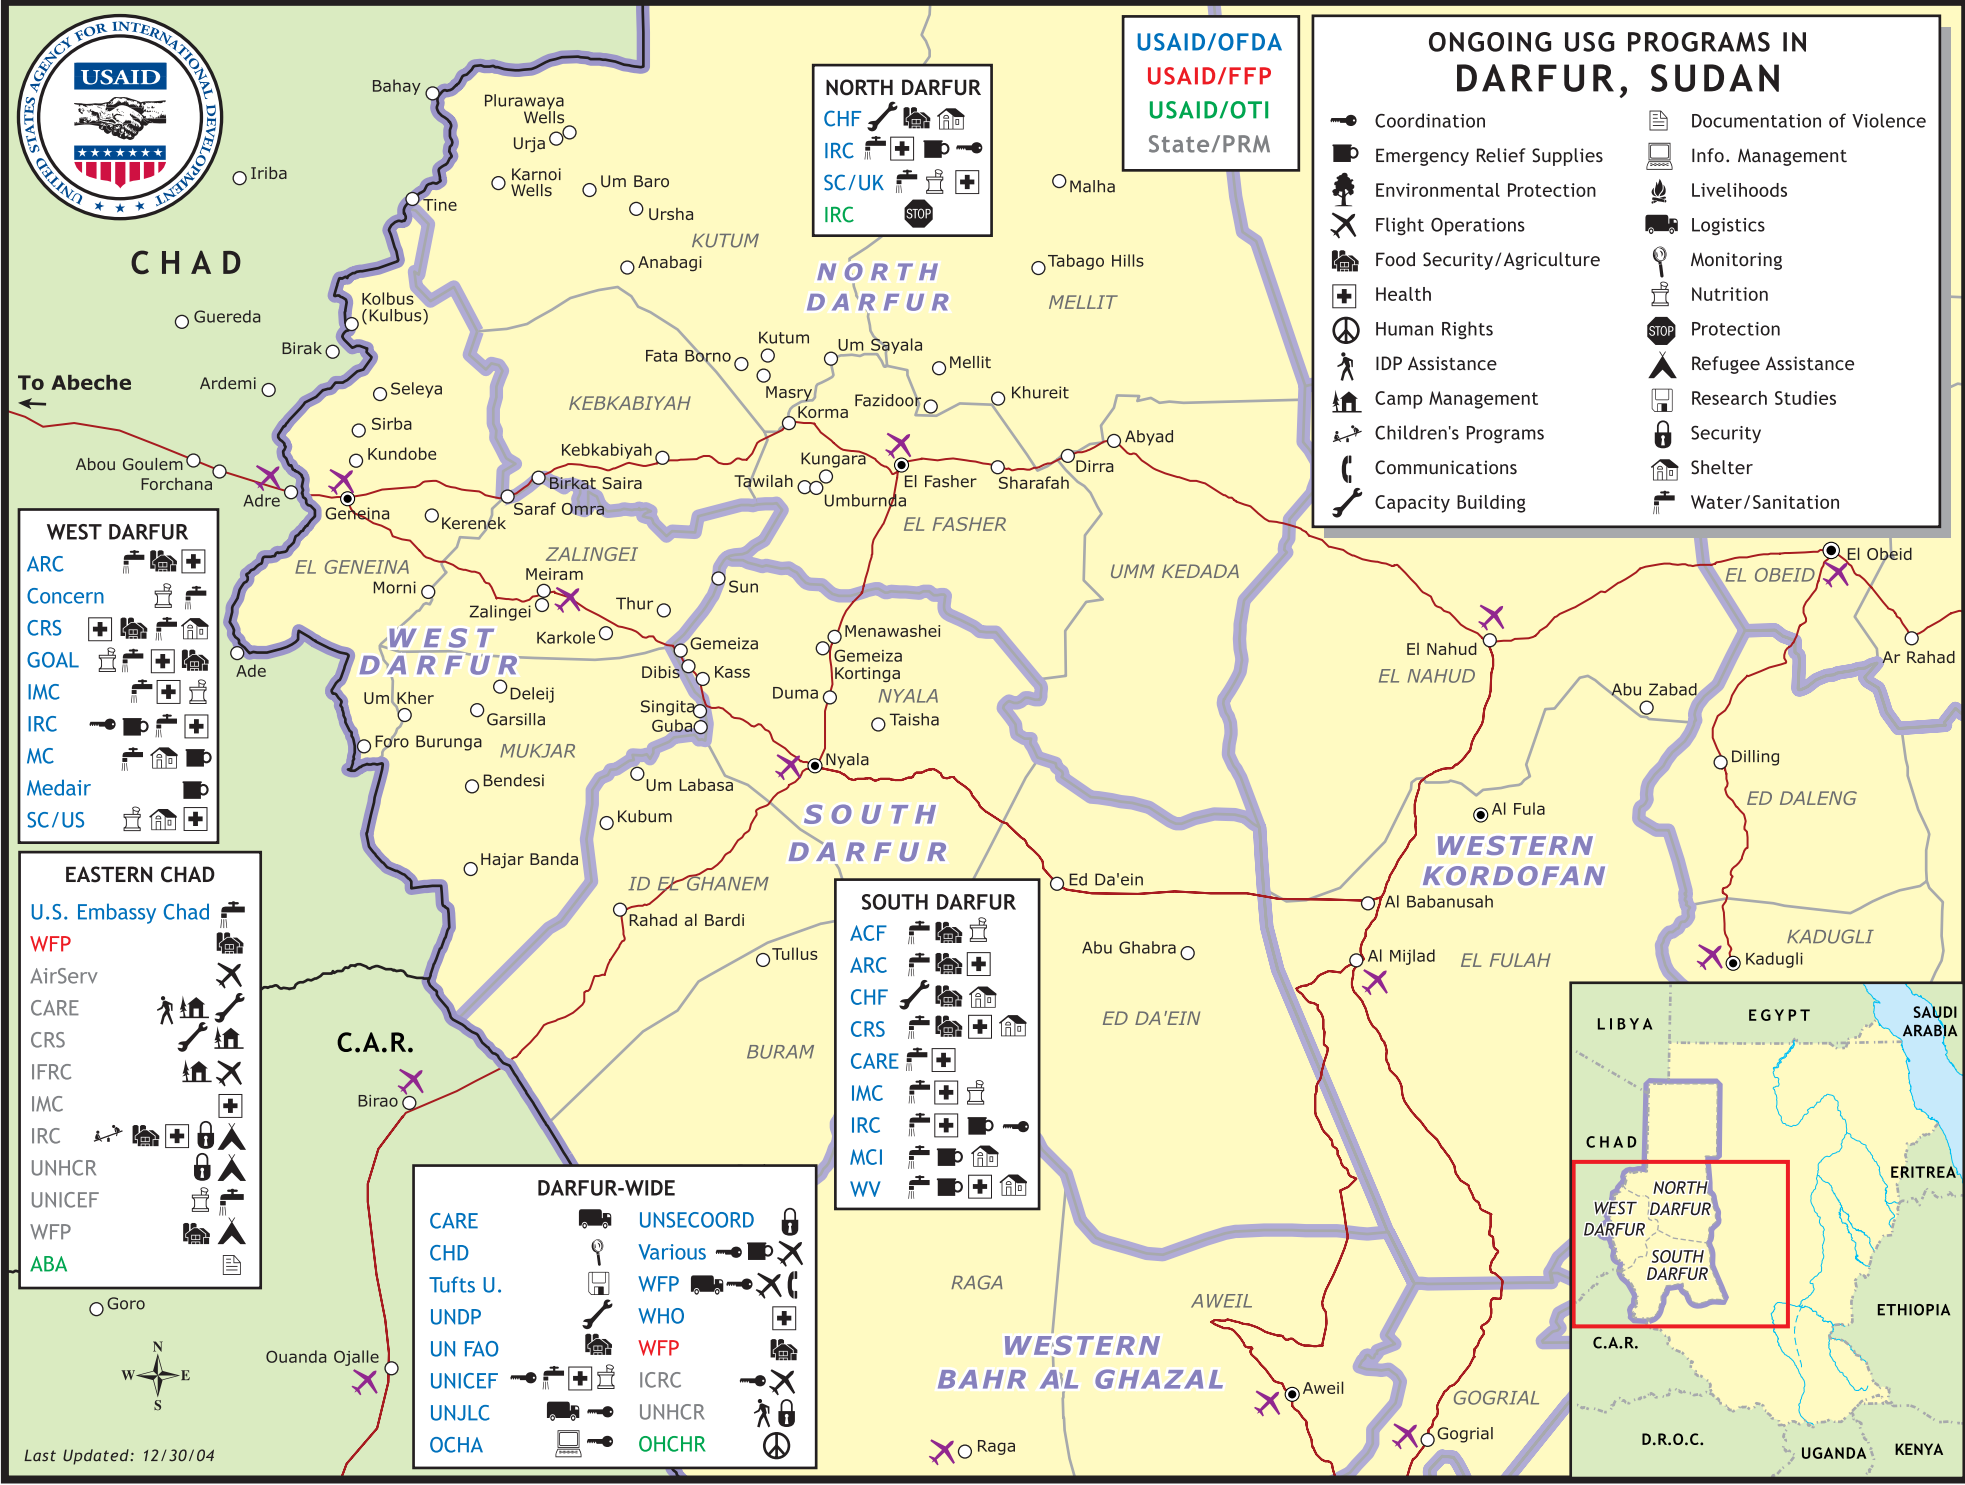 UNITED STATES AGENCY FOR INTERNATIONAL DEVELOPMENT
USAID
USAID/OFDA
USAID/FFP
USAID/OTI
State/PRM
ONGOING USG PROGRAMS IN
DARFUR, SUDAN
Coordination
Emergency Relief Supplies
Environmental Protection
Flight Operations
Food Security/Agriculture
Health
Human Rights
IDP Assistance
Camp Management
Children's Programs
Communications
Capacity Building
Documentation of Violence
Info. Management
Livelihoods
Logistics
Monitoring
Nutrition
STOP
Protection
Refugee Assistance
Research Studies
Security
Shelter
Water/Sanitation
NORTH DARFUR
CHF
IRC
SC/UK
IRC
STOP
Bahay
Plurawaya
Wells
Urja
Karnoi
Wells
Um Baro
Ursha
Iriba
Tine
KUTUM
Malha
CHAD
Anabagi
NORTH
DARFUR
Tabago Hills
MELLIT
Kolbus
(Kulbus)
Guereda
Birak
Kutum
Um Sayala
Fata Borno
Mellit
To Abeche
Ardemi
Seleya
Masry
Khureit
KEBKABIYAH
Fazidoor
Korma
Sirba
Abyad
Kundobe
Kebkabiyah
Kungara
Dirra
Abou Goulem
Forchana
Adre
Birkat Saira
Tawilah
El Fasher
Sharafah
Umburnda
Geneina
Saraf Omra
Kerenek
EL FASHER
ZALINGEI
EL GENEINA
UMM KEDADA
El Obeid
EL OBEID
Meiram
Morni
Sun
Zalingei
Thur
Karkole
WEST
DARFUR
Menawashei
Gemeiza
Gemeiza
Kortinga
El Nahud
Ar Rahad
Ade
Dibis
Kass
EL NAHUD
Abu Zabad
Deleij
Um Kher
Duma
NYALA
Singita
Guba
Garsilla
Taisha
Foro Burunga
MUKJAR
Nyala
Dilling
Bendesi
Um Labasa
ED DALENG
Kubum
SOUTH
DARFUR
Al Fula
WESTERN
KORDOFAN
Hajar Banda
ID EL GHANEM
Ed Da'ein
Al Babanusah
Rahad al Bardi
KADUGLI
Tullus
Abu Ghabra
Al Mijlad
EL FULAH
Kadugli
ED DA'EIN
C.A.R.
BURAM
Birao
WEST DARFUR
ARC
Concern
CRS
GOAL
IMC
IRC
MC
Medair
SC/US
EASTERN CHAD
U.S. Embassy Chad
WFP
AirServ
CARE
CRS
IFRC
IMC
IRC
UNHCR
UNICEF
WFP
ABA
SOUTH DARFUR
ACF
ARC
CHF
CRS
CARE
IMC
IRC
MCI
WV
DARFUR-WIDE
CARE
CHD
Tufts U.
UNDP
UN FAO
UNICEF
UNJLC
OCHA
UNSECOORD
Various
WFP
WHO
WFP
ICRC
UNHCR
OHCHR
Goro
N
W E
S
Ouanda Ojalle
RAGA
AWEIL
WESTERN
BAHR AL GHAZAL
Aweil
GOGRIAL
Gogrial
Raga
Last Updated: 12/30/04
LIBYA
EGYPT
SAUDI
ARABIA
CHAD
ERITREA
NORTH
DARFUR
WEST
DARFUR
SOUTH
DARFUR
ETHIOPIA
C.A.R.
D.R.O.C.
UGANDA
KENYA